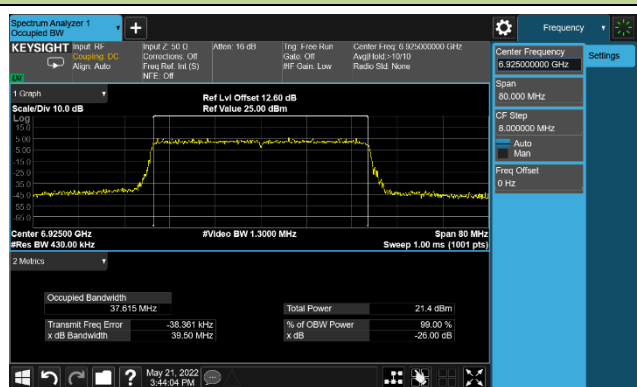 Spectrum Analyzer 1
Occupied BW
+
Frequency
KEYSIGHT
Input: RF
Coupling: DC
Align: Auto
Input Z: 50 Ω
Corrections: Off
Freq Ref: Int (S)
NFE: Off
Atten: 16 dB
Trig: Free Run
Gate: Off
#IF Gain: Low
Center Freq: 6.925000000 GHz
Avg|Hold:>10/10
Radio Std: None
LXI
1 Graph
Scale/Div 10.0 dB
Ref Lvl Offset 12.60 dB
Ref Value 25.00 dBm
Log
15.0
5.00
-5.00
-15.0
-25.0
-35.0
-45.0
-55.0
-65.0
Center 6.92500 GHz
#Res BW 430.00 kHz
#Video BW 1.3000 MHz
Span 80 MHz
Sweep 1.00 ms (1001 pts)
2 Metrics
Occupied Bandwidth
37.615 MHz
Total Power 21.4 dBm
Transmit Freq Error -38.361 kHz
% of OBW Power 99.00 %
x dB Bandwidth 39.50 MHz
x dB -26.00 dB
?
May 21, 2022
3:44:04 PM
Center Frequency
6.925000000 GHz
Settings
Span
80.000 MHz
CF Step
8.000000 MHz
Auto
Man
Freq Offset
0 Hz